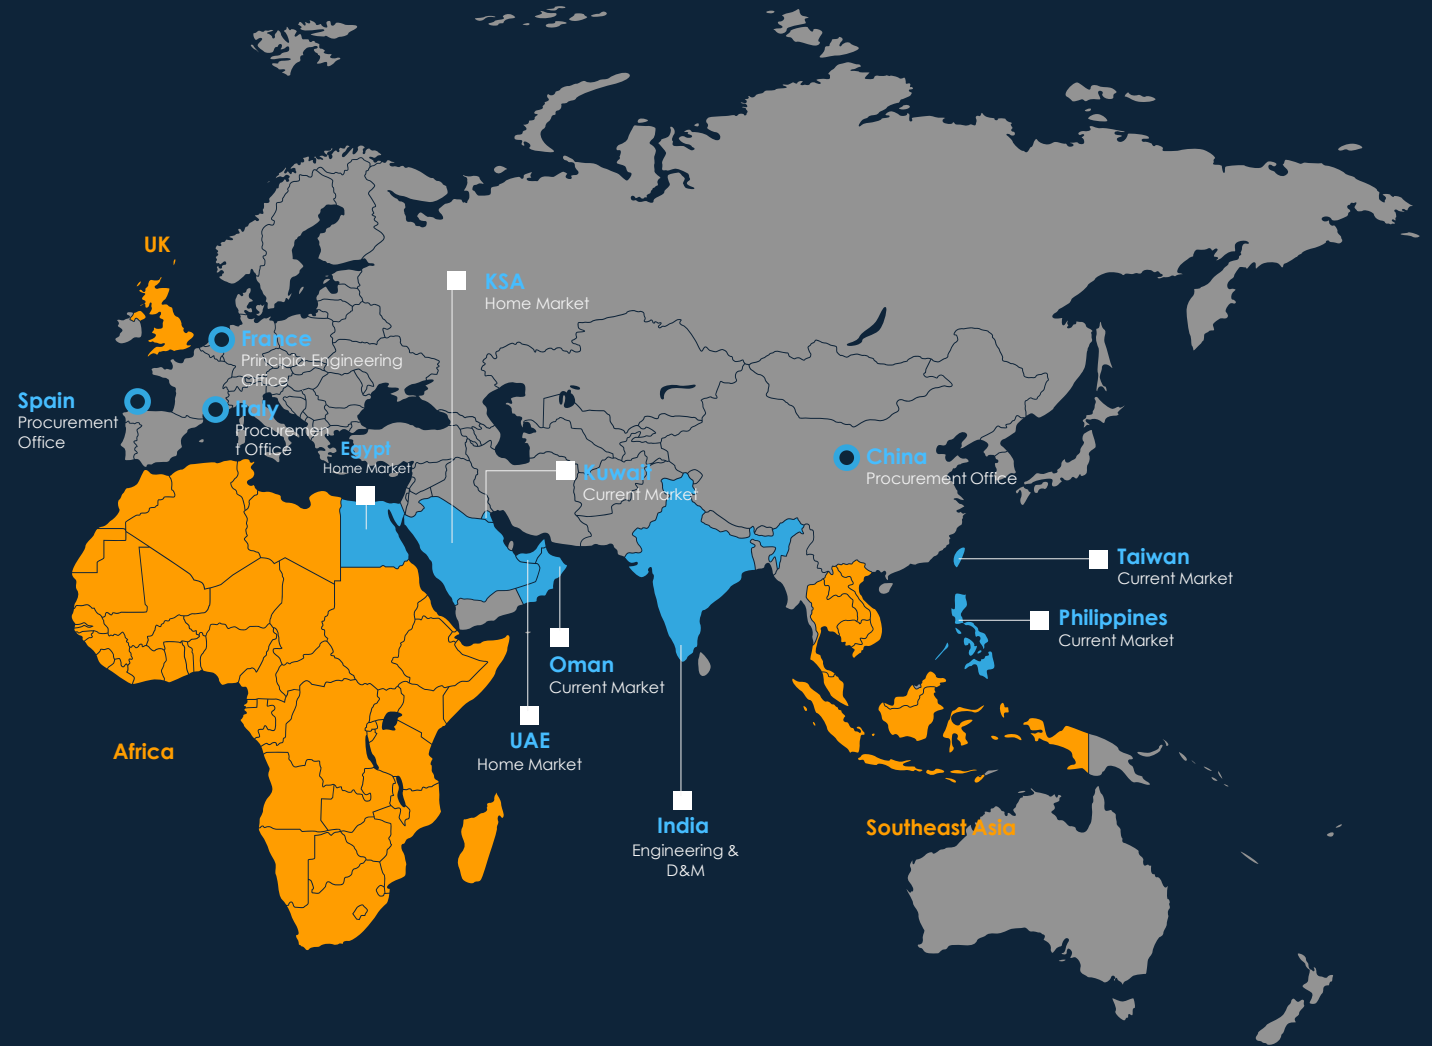 UK
KSA
Home Market
France
Principia Engineering
Office
Spain
Procurement
Office
Italy
Procuremen
t Office
Egypt
Home Market
Kuwait
Current Market
China
Procurement Office
Taiwan
Current Market
Philippines
Current Market
Oman
Current Market
UAE
Home Market
Africa
India
Engineering &
D&M
Southeast Asia